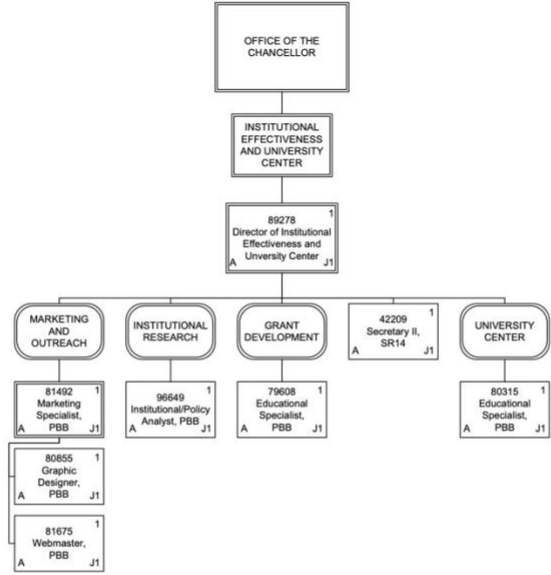 OFFICE OF THE
CHANCELLOR
INSTITUTIONAL
EFFECTIVENESS
AND UNIVERSITY
CENTER
1
89278
Director of Institutional
Effectiveness and
Unversity Center
A J1
MARKETING
AND
OUTREACH
INSTITUTIONAL
RESEARCH
GRANT
DEVELOPMENT
1
42209
Secretary II,
SR14
A J1
UNIVERSITY
CENTER
81492 1
Marketing
Specialist,
PBB
A J1
1
96649
Institutional/Policy
Analyst, PBB
A J1
1
79608
Educational
Specialist,
PBB
A J1
1
80315
Educational
Specialist,
PBB
A J1
80855 1
Graphic
Designer,
PBB
A J1
1
81675
Webmaster,
PBB
A J1